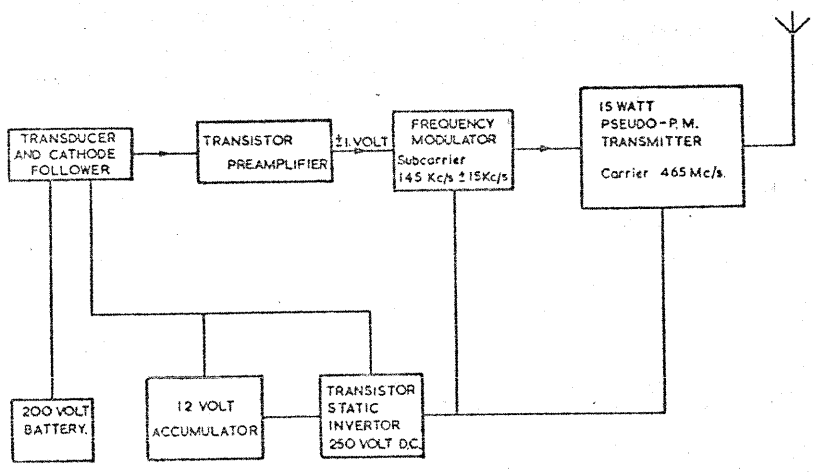 TRANSDUCER
AND CATHODE
FOLLOWER
TRANSISTOR
PREAMPLIFIER
±1. VOLT
FREQUENCY
MODULATOR
Subcarrier
145 Kc/s ±15Kc/s
15 WATT
PSEUDO-P.M.
TRANSMITTER
Carrier 465 Mc/s.
200 VOLT
BATTERY.
12 VOLT
ACCUMULATOR
TRANSISTOR
STATIC
INVERTOR
250 VOLT D.C.